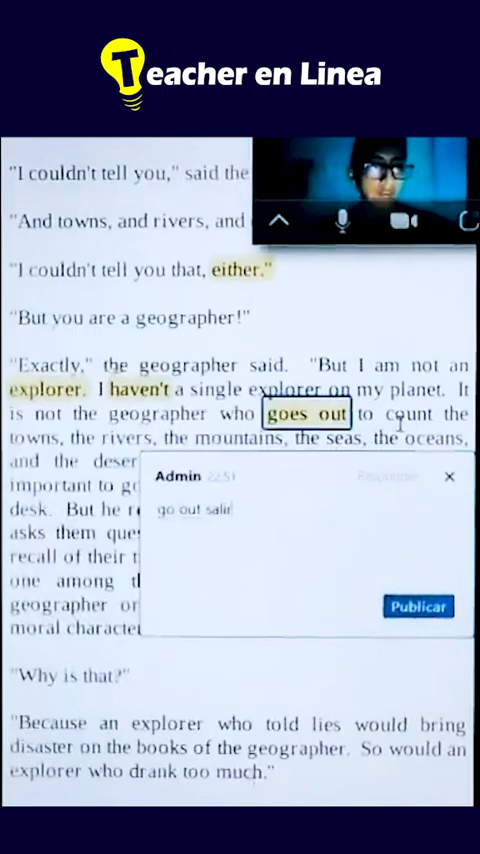 Teacher en Linea
"I couldn't tell you," said the
"And towns, and rivers, and
"I couldn't tell you that, either."
"But you are a geographer!"
"Exactly," the geographer said. "But I am not an
explorer. I haven't a single explorer on my planet. It
is not the geographer who goes out to count the
towns, the rivers, the mountains, the seas, the oceans,
and the deser
important to go
desk. But he r
asks them que
recall of their t
one among t
geographer or
moral characte
Admin 22:51 Responder
go out salir
Publicar
"Why is that?"
"Because an explorer who told lies would bring
disaster on the books of the geographer. So would an
explorer who drank too much."